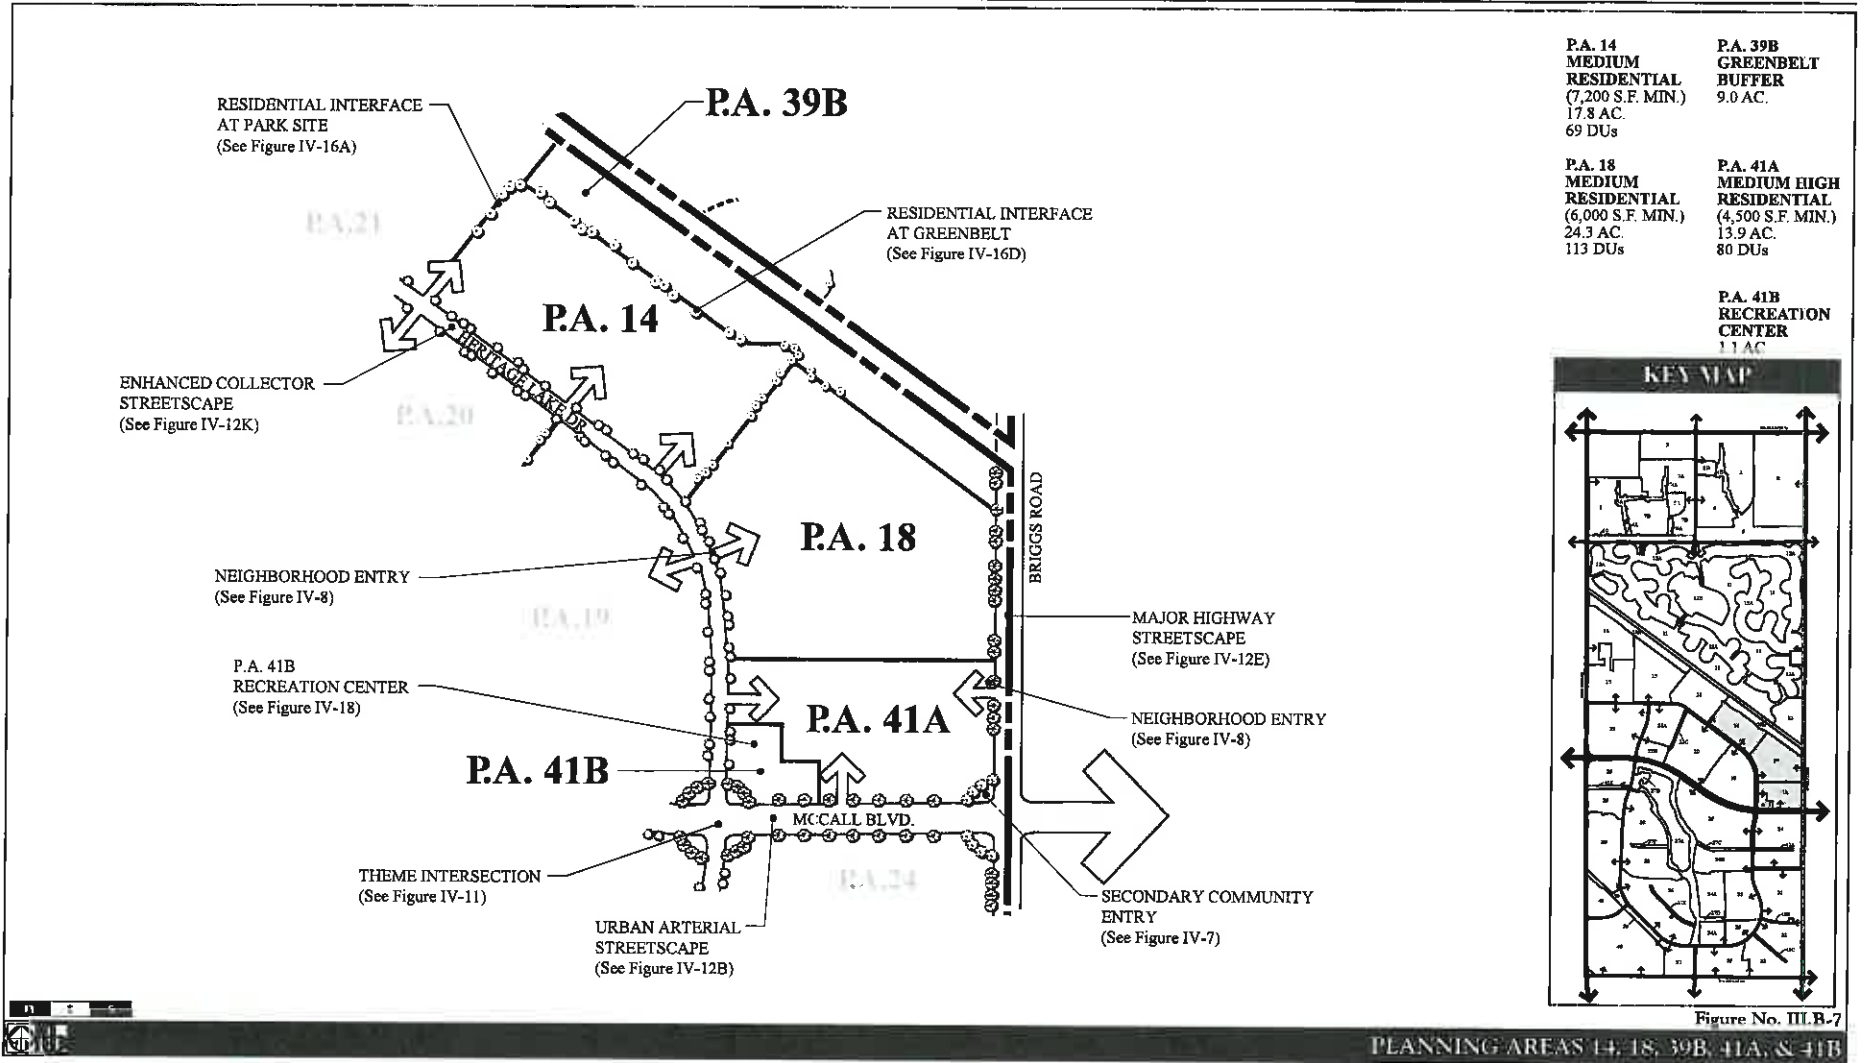 P.A. 14
MEDIUM
RESIDENTIAL
(7,200 S.F. MIN.)
17.8 AC.
69 DUs
P.A. 39B
GREENBELT
BUFFER
9.0 AC.
P.A. 18
MEDIUM
RESIDENTIAL
(6,000 S.F. MIN.)
24.3 AC.
113 DUs
P.A. 41A
MEDIUM HIGH
RESIDENTIAL
(4,500 S.F. MIN.)
13.9 AC.
80 DUs
P.A. 41B
RECREATION
CENTER
1.1 AC
RESIDENTIAL INTERFACE
AT PARK SITE
(See Figure IV-16A)
P.A. 39B
RESIDENTIAL INTERFACE
AT GREENBELT
(See Figure IV-16D)
P.A.21
P.A. 14
HERITAGE LAKE DR.
ENHANCED COLLECTOR
STREETSCAPE
(See Figure IV-12K)
P.A.20
P.A. 18
BRIGGS ROAD
NEIGHBORHOOD ENTRY
(See Figure IV-8)
P.A.19
MAJOR HIGHWAY
STREETSCAPE
(See Figure IV-12E)
P.A. 41B
RECREATION CENTER
(See Figure IV-18)
P.A. 41A
NEIGHBORHOOD ENTRY
(See Figure IV-8)
P.A. 41B
MCCALL BLVD.
THEME INTERSECTION
(See Figure IV-11)
P.A.24
SECONDARY COMMUNITY
ENTRY
(See Figure IV-7)
URBAN ARTERIAL
STREETSCAPE
(See Figure IV-12B)
KEY MAP
n t s
Figure No. III.B-7
PLANNING AREAS 14, 18, 39B, 41A, & 41B